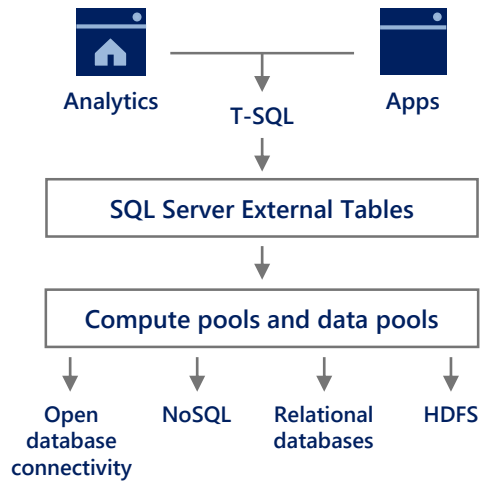 Analytics
Apps
T-SQL
SQL Server External Tables
Compute pools and data pools
Open
database
connectivity
NoSQL
Relational
databases
HDFS